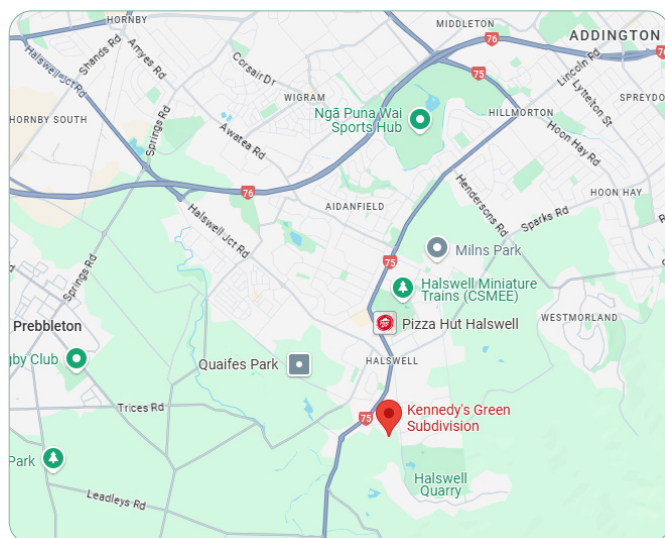 HORNBY
MIDDLETON
ADDINGTON
76
76
Shands Rd
Amyes Rd
Corsair Dr
75
Lincoln Rd
Halswell Jct Rd
WIGRAM
Lyttelton St
SPREYDO
Ngā Puna Wai
Sports Hub
HILLMORTON
HORNBY SOUTH
Springs Rd
Awatea Rd
Hoon Hay Rd
76
HOON HAY
Hendersons Rd
AIDANFIELD
Sparks Rd
Halswell Jct Rd
Milns Park
75
Springs Rd
Halswell Miniature
Trains (CSMEE)
Prebbleton
Pizza Hut Halswell
WESTMORLAND
gby Club
Quaifes Park
HALSWELL
Trices Rd
75
Kennedy's Green
Subdivision
Park
Halswell
Quarry
Leadleys Rd